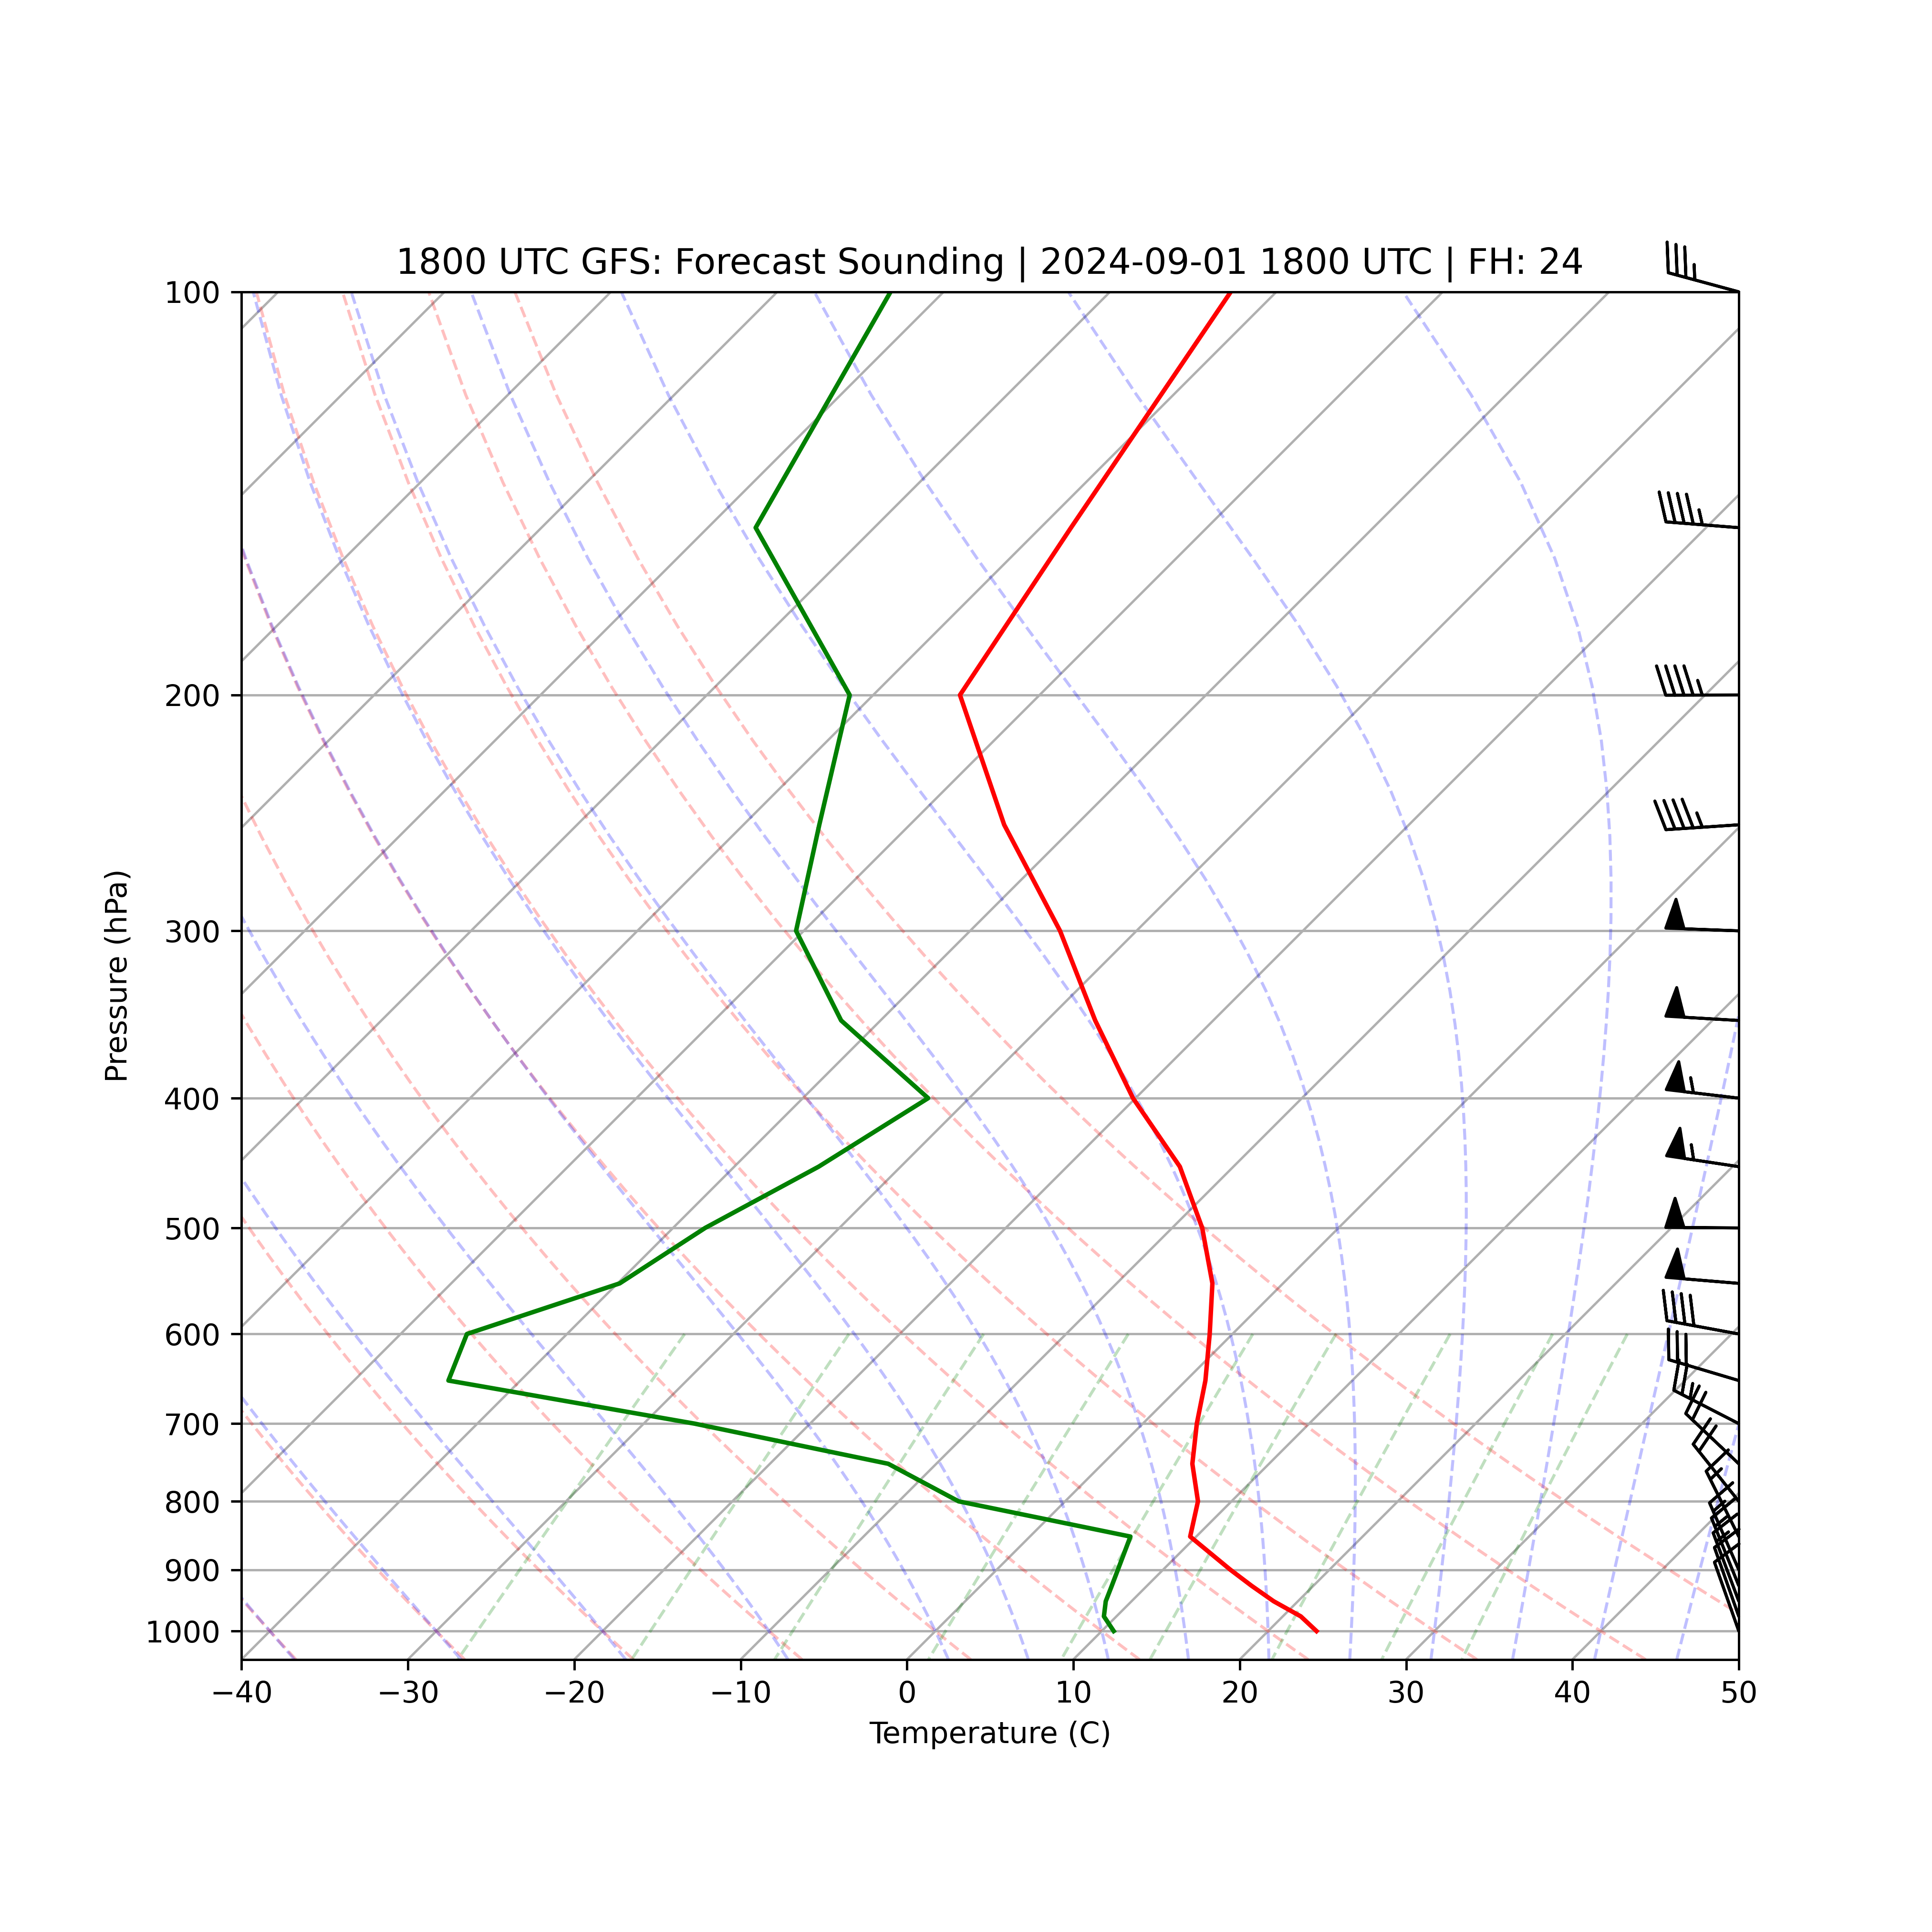 1800 UTC GFS: Forecast Sounding | 2024-09-01 1800 UTC | FH: 24
100
200
300
400
500
600
700
800
900
1000
Pressure (hPa)
−40 −30 −20 −10 0 10 20 30 40 50
Temperature (C)